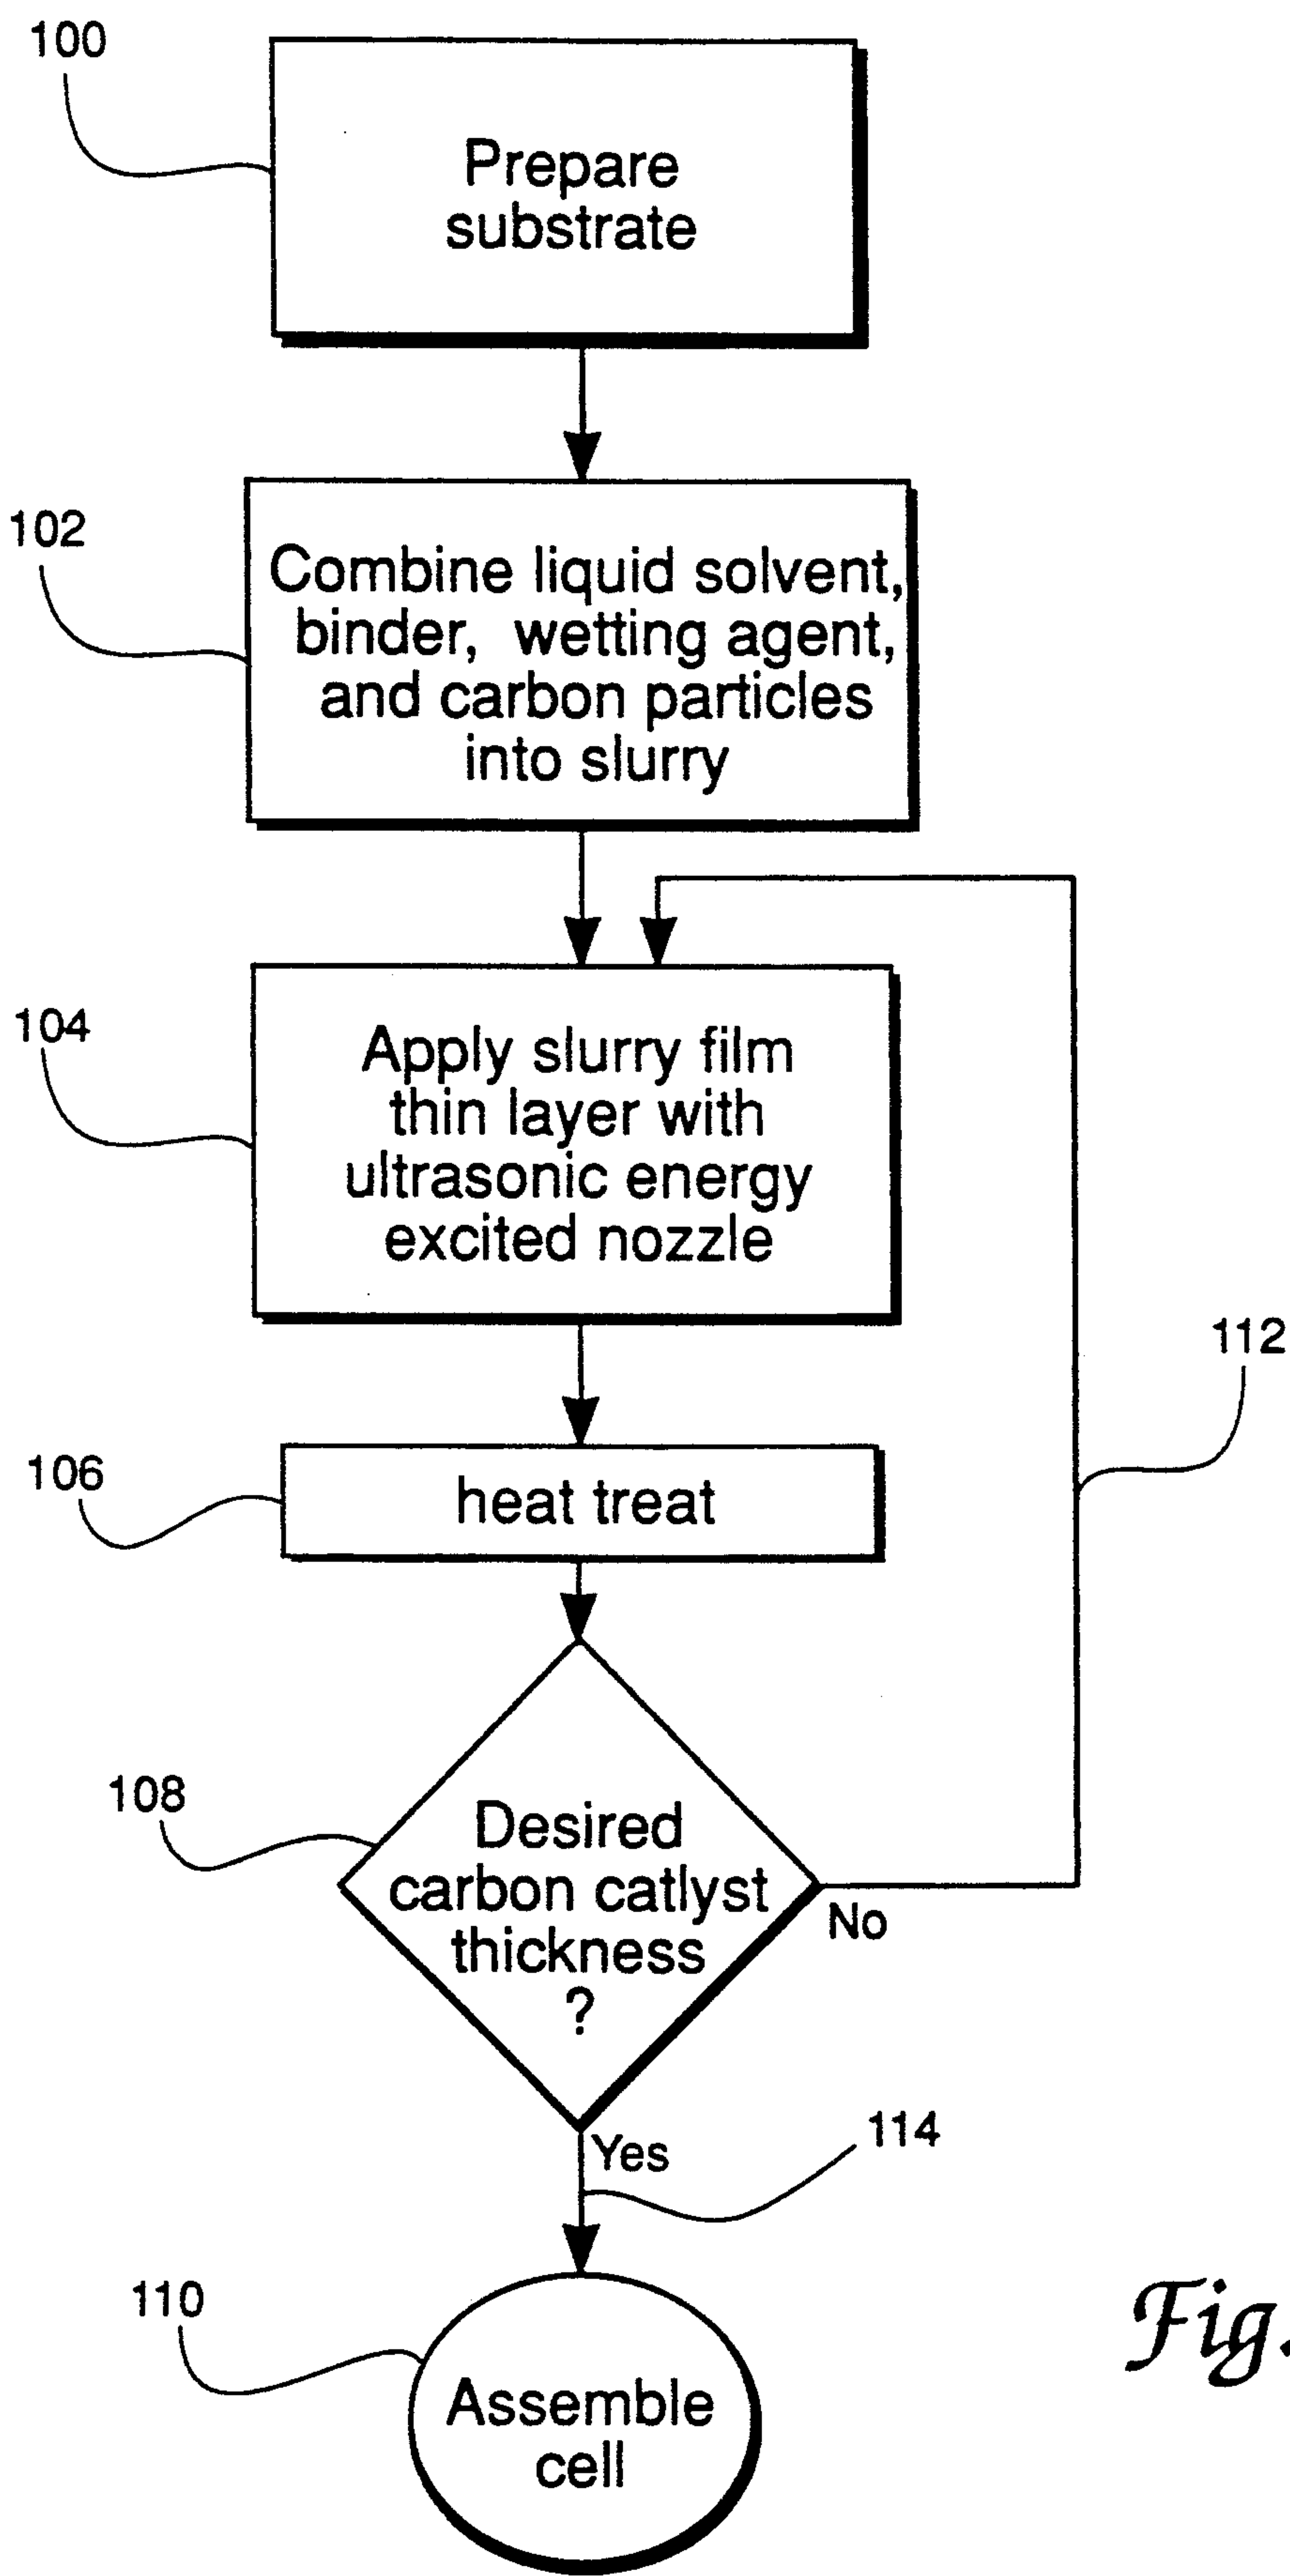 100
Prepare
substrate
102
Combine liquid solvent,
binder, wetting agent,
and carbon particles
into slurry
104
Apply slurry film
thin layer with
ultrasonic energy
excited nozzle
112
106
heat treat
108
Desired
carbon catlyst
thickness
?
No
Yes
114
110
Assemble
cell
Fig.